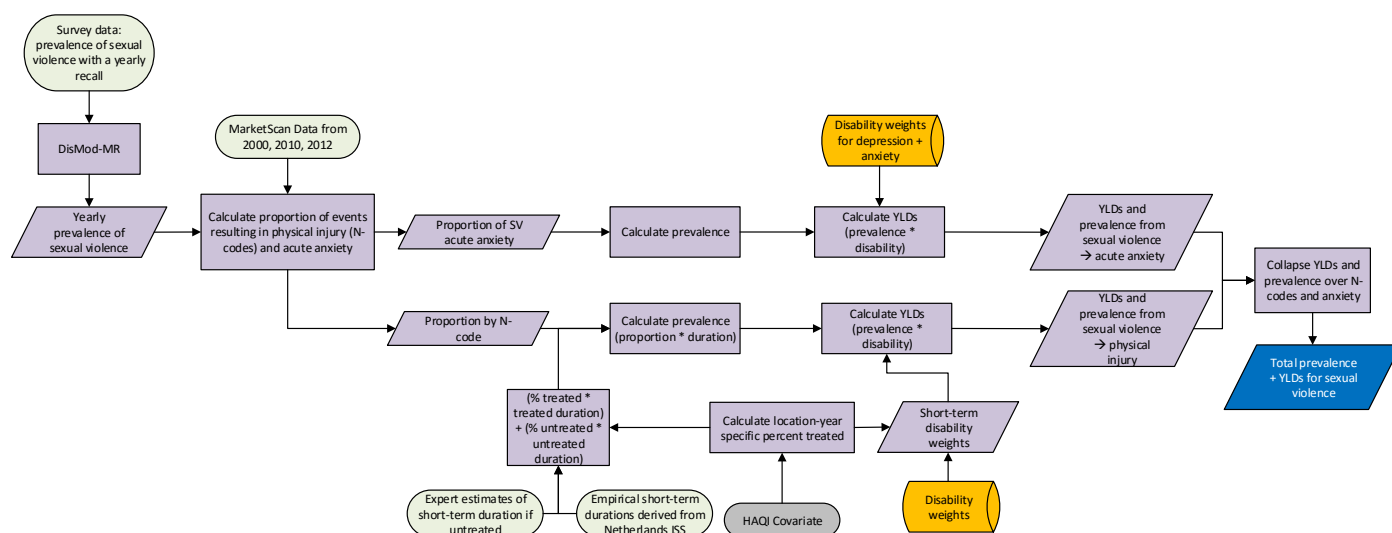 Survey data:
prevalence of sexual
violence with a yearly
recall
DisMod-MR
Yearly
prevalence of
sexual violence
MarketScan Data from
2000, 2010, 2012
Calculate proportion of events
resulting in physical injury (N-
codes) and acute anxiety
Proportion of SV
acute anxiety
Calculate prevalence
Disability weights
for depression +
anxiety
Calculate YLDs
(prevalence *
disability)
YLDs and
prevalence from
sexual violence
→ acute anxiety
Collapse YLDs and
prevalence over N-
codes and anxiety
Proportion by N-
code
Calculate prevalence
(proportion * duration)
Calculate YLDs
(prevalence *
disability)
YLDs and
prevalence from
sexual violence
→ physical
injury
Total prevalence
+ YLDs for sexual
violence
(% treated *
treated duration)
+ (% untreated *
untreated
duration)
Calculate location-year
specific percent treated
Short-term
disability
weights
Expert estimates of
short-term duration if
untreated
Empirical short-term
durations derived from
Netherlands ISS
HAQI Covariate
Disability
weights